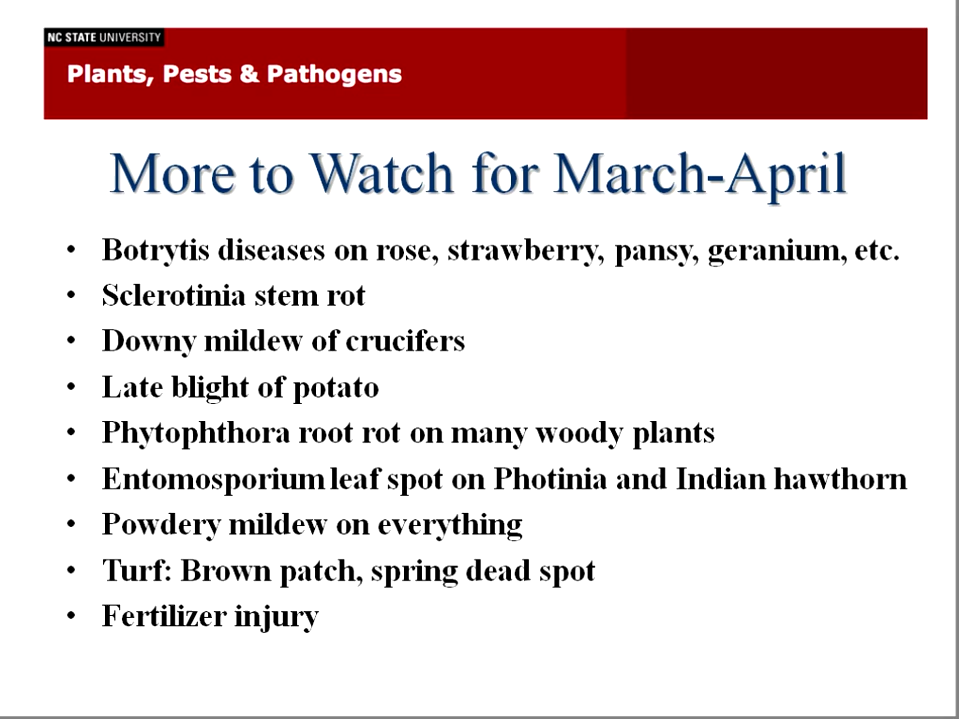 NC STATE UNIVERSITY
Plants, Pests & Pathogens
More to Watch for March-April
• Botrytis diseases on rose, strawberry, pansy, geranium, etc.
• Sclerotinia stem rot
• Downy mildew of crucifers
• Late blight of potato
• Phytophthora root rot on many woody plants
• Entomosporium leaf spot on Photinia and Indian hawthorn
• Powdery mildew on everything
• Turf: Brown patch, spring dead spot
• Fertilizer injury